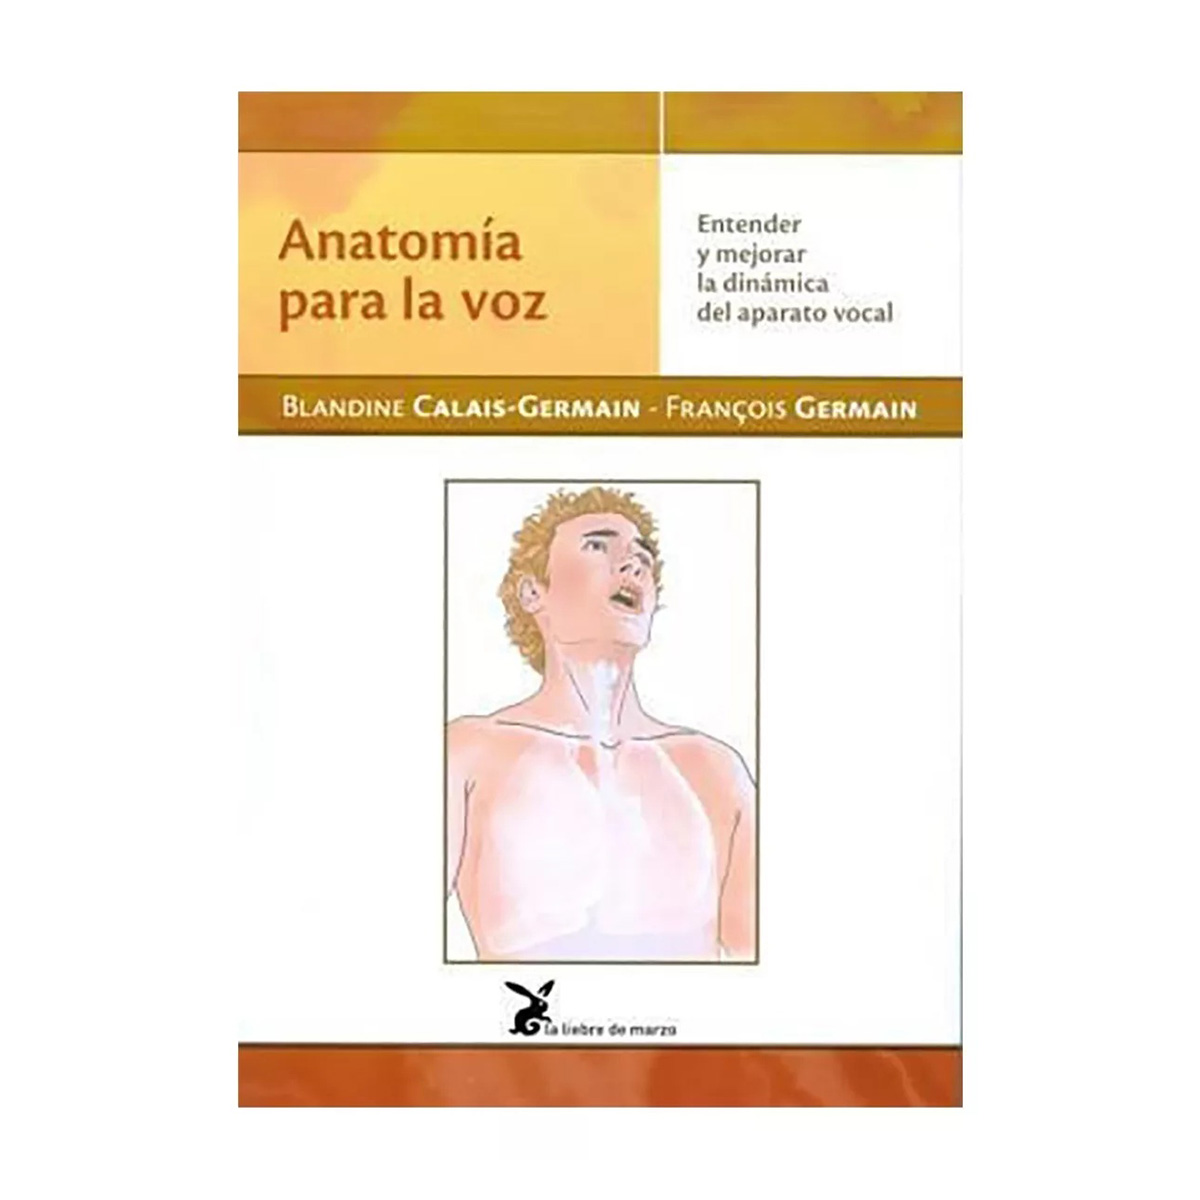 Anatomía
para la voz
Entender
y mejorar
la dinámica
del aparato vocal
BLANDINE CALAIS-GERMAIN - FRANÇOIS GERMAIN
la liebre de marzo